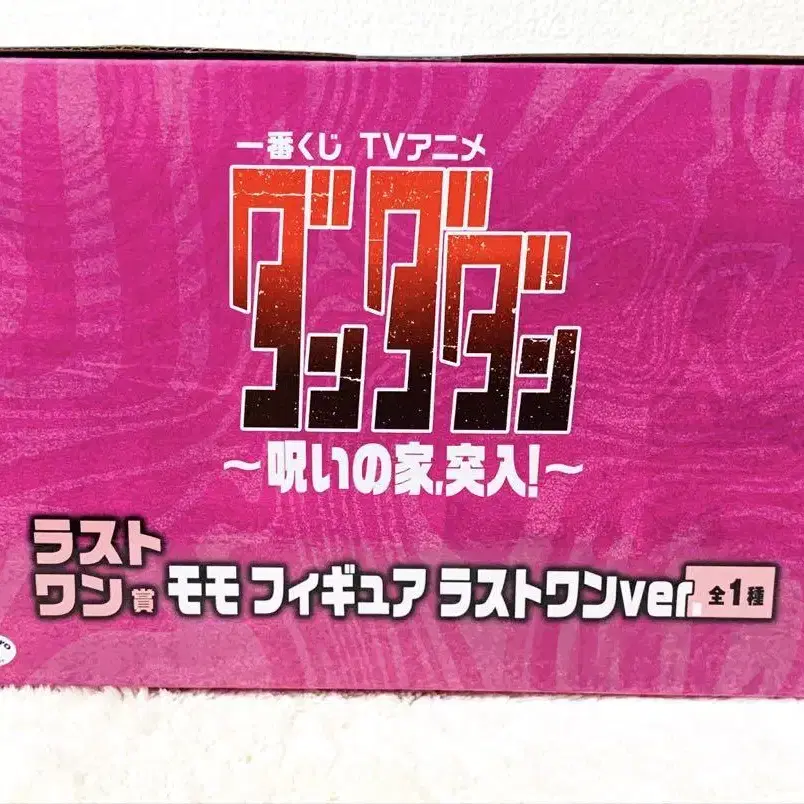 一番くじ TVアニメ
ダンダダン
～呪いの家、突入!～
ラスト
ワン賞
モモ フィギュア ラストワンver. 全1種